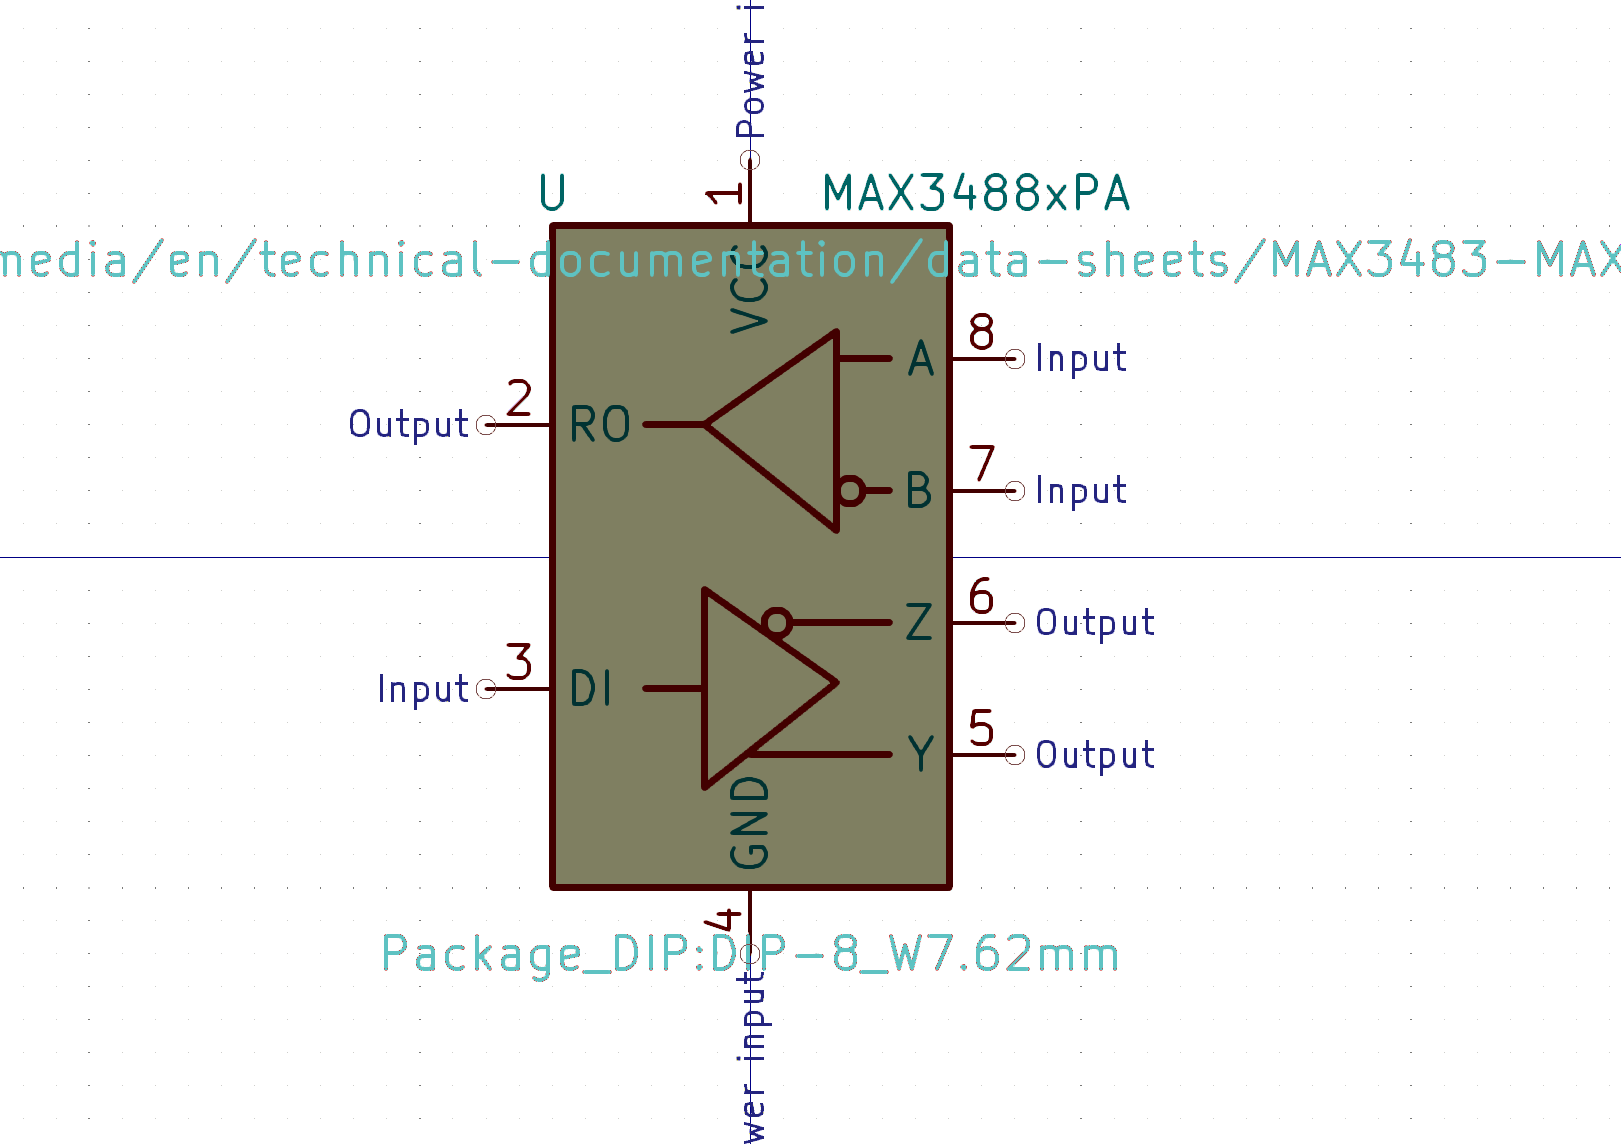 Power i
1
U
MAX3488xPA
media/en/technical-documentation/data-sheets/MAX3483-MAX
VCC
8
A
Input
2
Output
RO
7
B
Input
6
Z
Output
3
Input
DI
5
Y
Output
GND
4
Package_DIP:DIP-8_W7.62mm
wer input